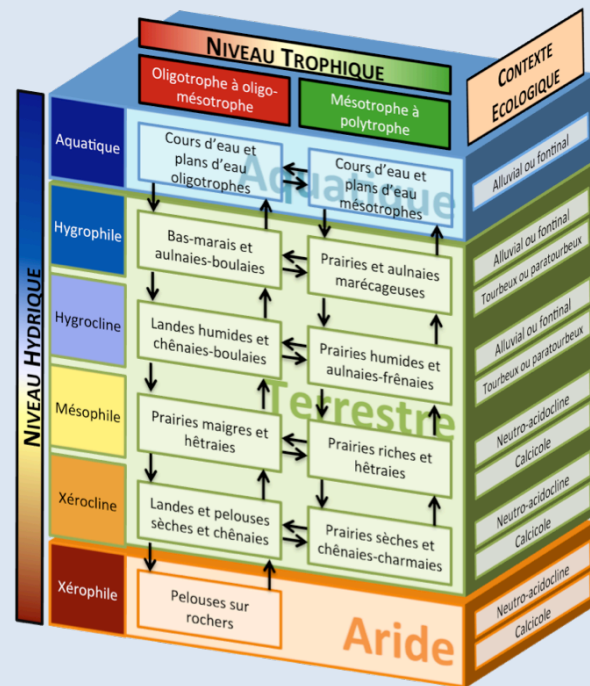 NIVEAU TROPHIQUE
CONTEXTE
ECOLOGIQUE
Oligotrophe à oligo-
mésotrophe
Mésotrophe à
polytrophe
NIVEAU HYDRIQUE
Aquatique
Cours d'eau et
plans d'eau
oligotrophes
Cours d'eau et
plans d'eau
mésotrophes
Aquatique
Alluvial ou fontinal
Hygrophile
Bas-marais et
aulnaies-boulaies
Prairies et aulnaies
marécageuses
Alluvial ou fontinal
Tourbeux ou paratourbeux
Hygrocline
Landes humides et
chênaies-boulaies
Prairies humides et
aulnaies-frênaies
Alluvial ou fontinal
Tourbeux ou paratourbeux
Terrestre
Mésophile
Prairies maigres et
hêtraies
Prairies riches et
hêtraies
Neutro-acidocline
Calcicole
Xérocline
Landes et pelouses
sèches et chênaies
Prairies sèches et
chênaies-charmaies
Neutro-acidocline
Calcicole
Xérophile
Pelouses sur
rochers
Aride
Neutro-acidocline
Calcicole